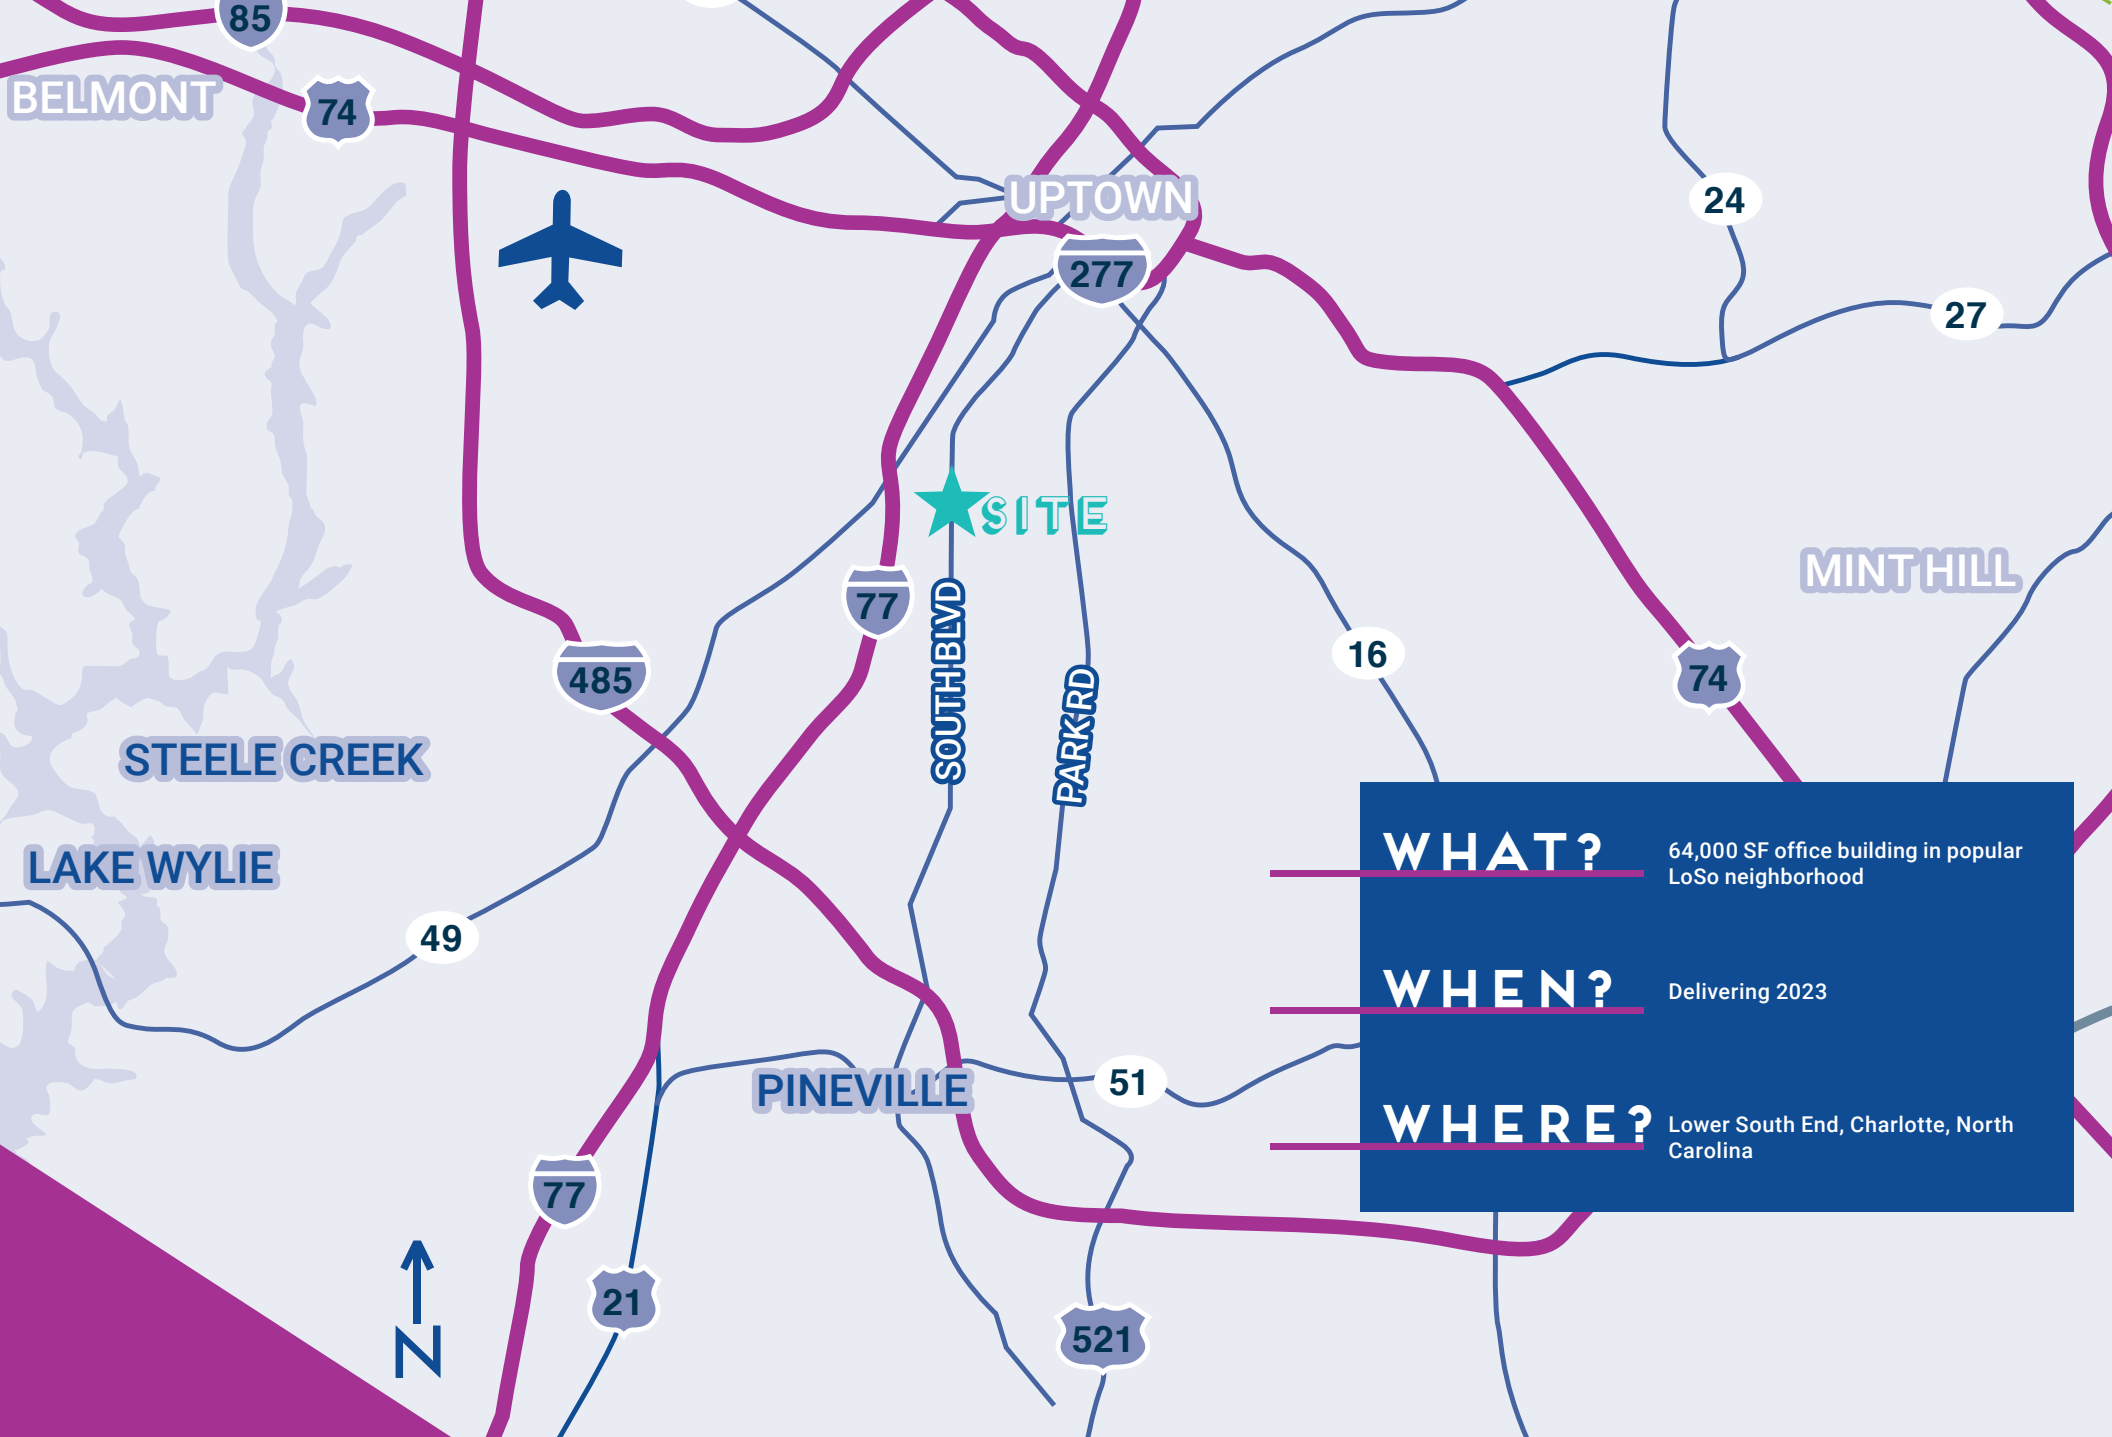 85
BELMONT
74
UPTOWN
24
277
27
SITE
MINT HILL
77
SOUTH BLVD
16
485
PARK RD
74
STEELE CREEK
LAKE WYLIE
49
WHAT?
64,000 SF office building in popular
LoSo neighborhood
WHEN?
Delivering 2023
PINEVILLE
51
WHERE?
Lower South End, Charlotte, North
Carolina
77
21
521
N